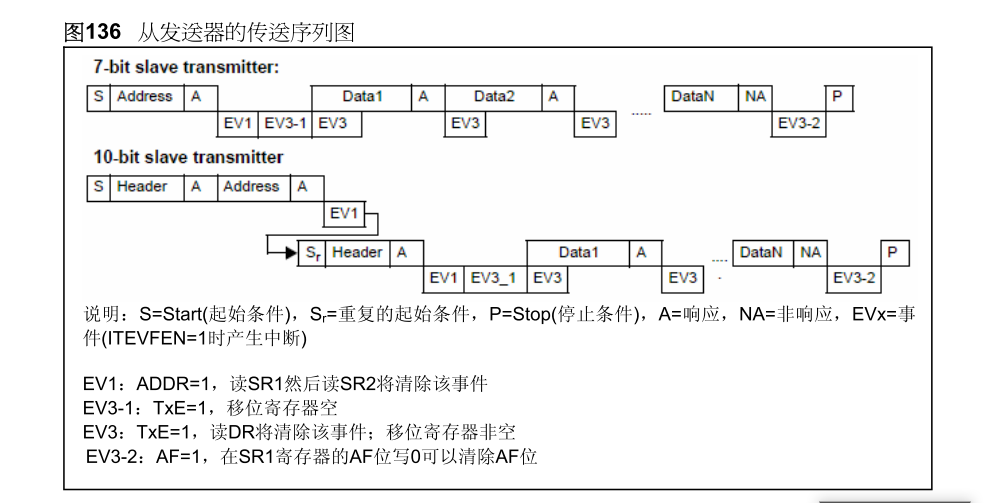 图136 从发送器的传送序列图
7-bit slave transmitter:
S Address A Data1 A Data2 A ..... DataN NA P
EV1 EV3-1 EV3 EV3 EV3 EV3-2
10-bit slave transmitter
S Header A Address A
EV1
Sr Header A Data1 A .... DataN NA P
EV1 EV3_1 EV3 EV3 . EV3-2
说明：S=Start(起始条件)，Sr=重复的起始条件，P=Stop(停止条件)，A=响应，NA=非响应，EVx=事
件(ITEVFEN=1时产生中断)
EV1：ADDR=1，读SR1然后读SR2将清除该事件
EV3-1：TxE=1，移位寄存器空
EV3：TxE=1，读DR将清除该事件；移位寄存器非空
EV3-2：AF=1，在SR1寄存器的AF位写0可以清除AF位